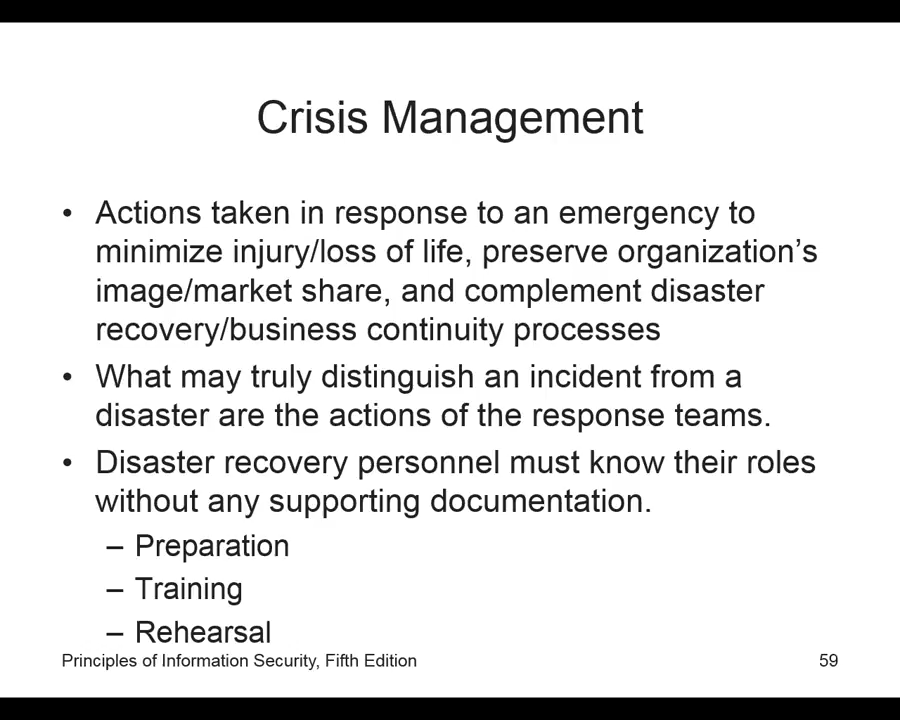 Crisis Management
• Actions taken in response to an emergency to
minimize injury/loss of life, preserve organization’s
image/market share, and complement disaster
recovery/business continuity processes
• What may truly distinguish an incident from a
disaster are the actions of the response teams.
• Disaster recovery personnel must know their roles
without any supporting documentation.
– Preparation
– Training
– Rehearsal
Principles of Information Security, Fifth Edition 59